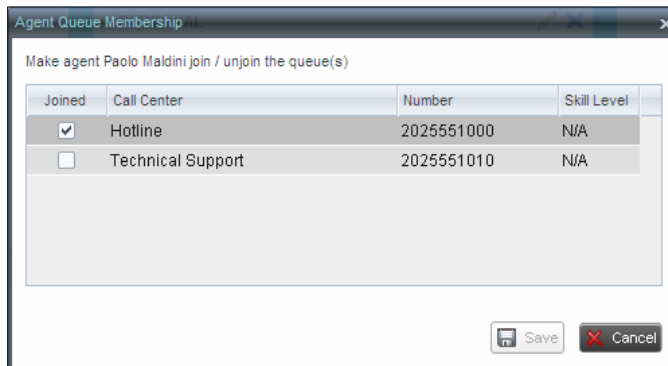 Agent Queue Membership
Make agent Paolo Maldini join / unjoin the queue(s)
Joined Call Center Number Skill Level
Hotline 2025551000 N/A
Technical Support 2025551010 N/A
Save Cancel